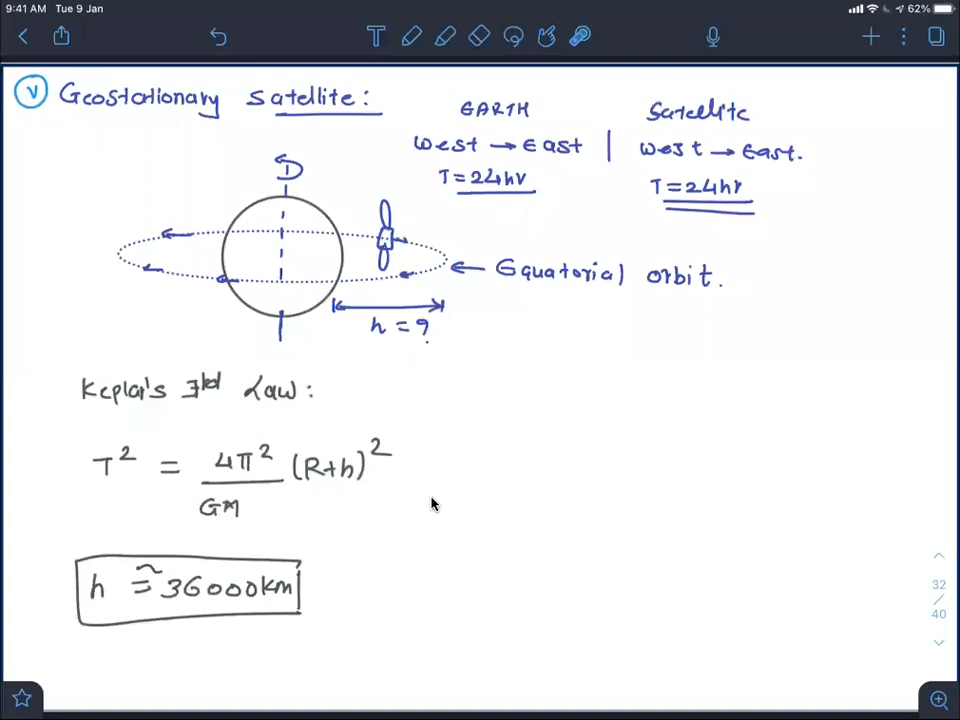 9:41 AM Tue 9 Jan
62%
V Geostationary satellite:
EARTH
West → East
T = 24hr
Satellite
West → East.
T = 24hr
Equatorial orbit.
h = ?
Keplar's 3rd Law:
T² = 4π²/GM (R+h)²
h ≅ 36000km
32
/
40